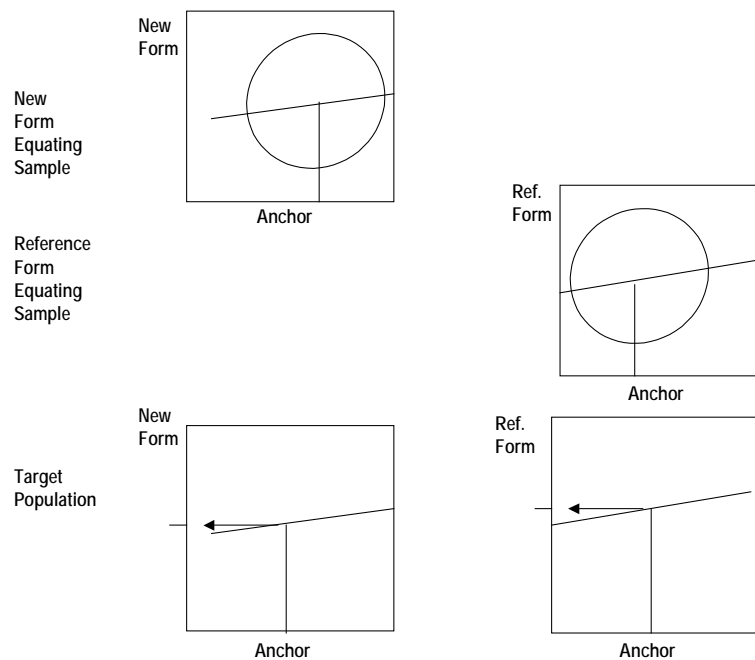 New
Form
New
Form
Equating
Sample
Anchor
Ref.
Form
Reference
Form
Equating
Sample
Anchor
New
Form
Ref.
Form
Target
Population
Anchor
Anchor